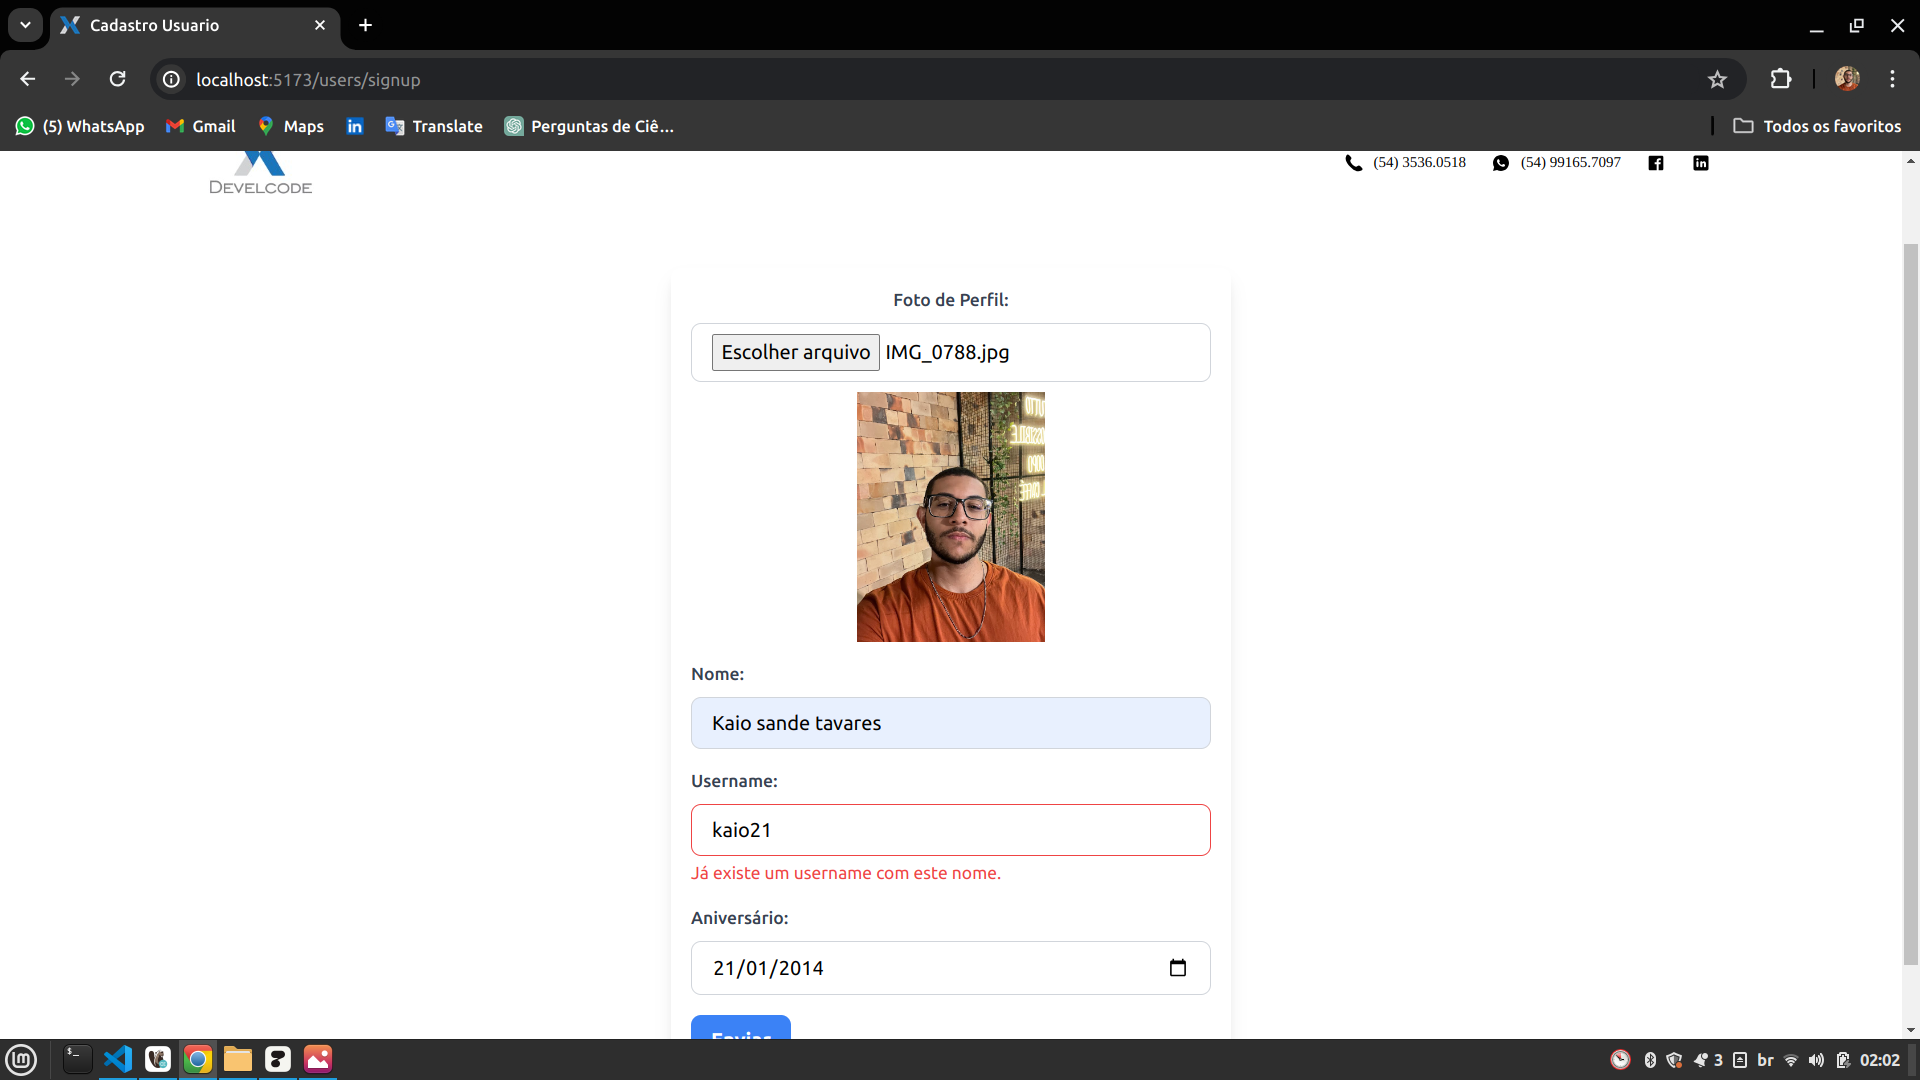 Cadastro Usuario
localhost:5173/users/signup
(5) WhatsApp
Gmail
Maps
Translate
Perguntas de Ciê...
Todos os favoritos
DEVELCODE
(54) 3536.0518
(54) 99165.7097
Foto de Perfil:
Escolher arquivo
IMG_0788.jpg
Nome:
Kaio sande tavares
Username:
kaio21
Já existe um username com este nome.
Aniversário:
21/01/2014
Enviar
3
br
02:02